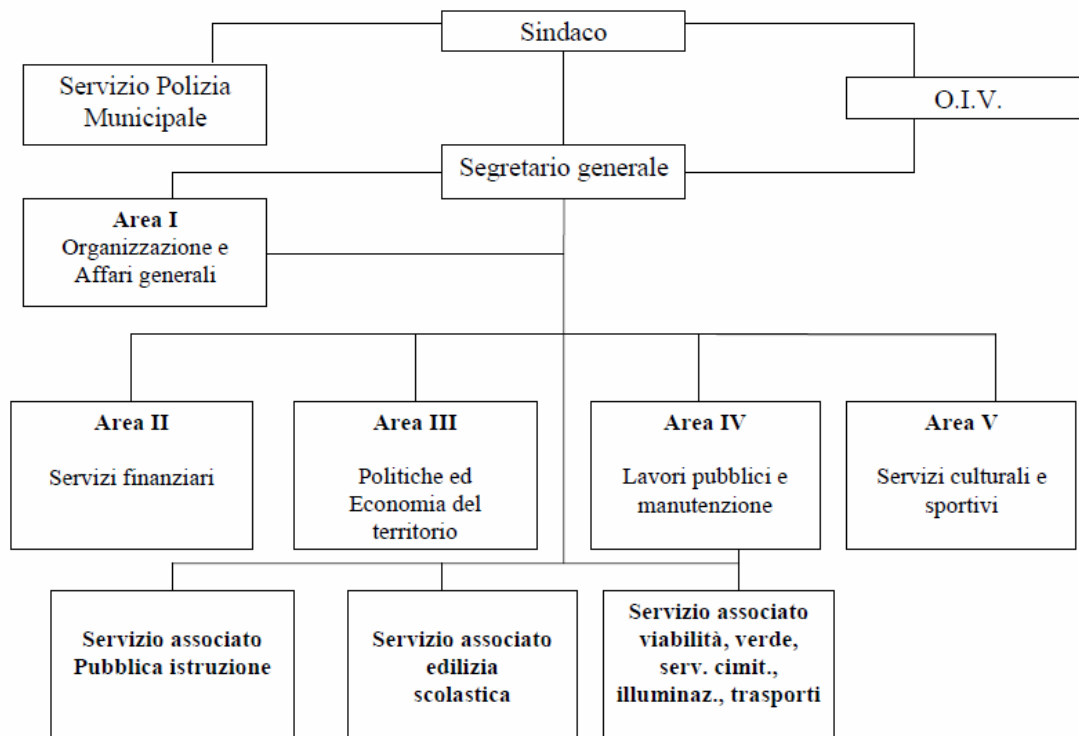 Sindaco
Servizio Polizia
Municipale
O.I.V.
Segretario generale
Area I
Organizzazione e
Affari generali
Area II
Servizi finanziari
Area III
Politiche ed
Economia del
territorio
Area IV
Lavori pubblici e
manutenzione
Area V
Servizi culturali e
sportivi
Servizio associato
Pubblica istruzione
Servizio associato
edilizia
scolastica
Servizio associato
viabilità, verde,
serv. cimit.,
illuminaz., trasporti